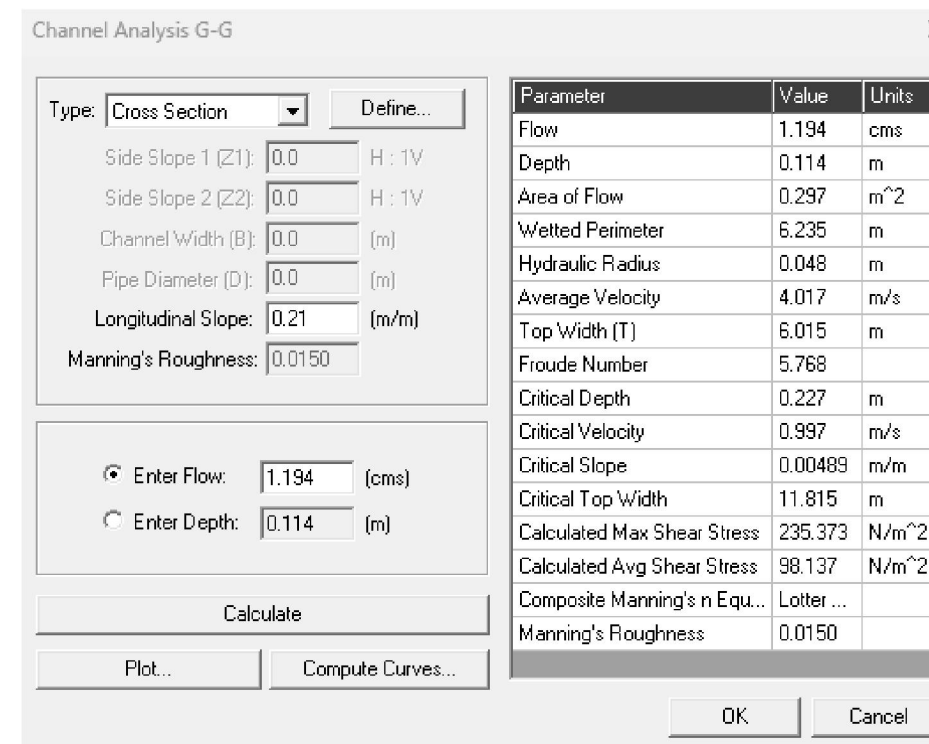 Channel Analysis G-G
Type: Cross Section Define...
Side Slope 1 (Z1): 0.0 H : 1V
Side Slope 2 (Z2): 0.0 H : 1V
Channel Width (B): 0.0 (m)
Pipe Diameter (D): 0.0 (m)
Longitudinal Slope: 0.21 (m/m)
Manning's Roughness: 0.0150
Enter Flow: 1.194 (cms)
Enter Depth: 0.114 (m)
Calculate
Plot... Compute Curves...
Parameter Value Units
Flow 1.194 cms
Depth 0.114 m
Area of Flow 0.297 m^2
Wetted Perimeter 6.235 m
Hydraulic Radius 0.048 m
Average Velocity 4.017 m/s
Top Width (T) 6.015 m
Froude Number 5.768
Critical Depth 0.227 m
Critical Velocity 0.997 m/s
Critical Slope 0.00489 m/m
Critical Top Width 11.815 m
Calculated Max Shear Stress 235.373 N/m^2
Calculated Avg Shear Stress 98.137 N/m^2
Composite Manning's n Equ... Lotter ...
Manning's Roughness 0.0150
OK Cancel